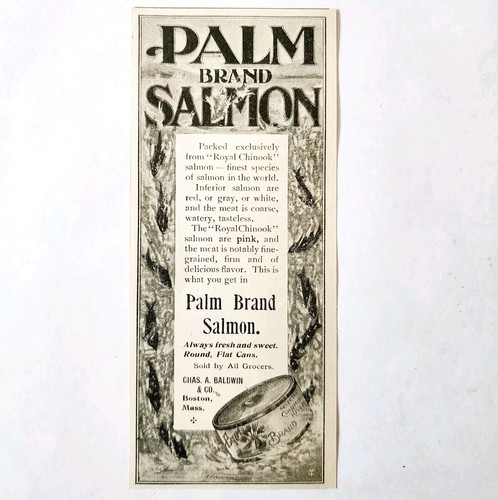 PALM
BRAND
SALMON
Packed exclusively
from "Royal Chinook"
salmon — finest species
of salmon in the world.
Inferior salmon are
red, or gray, or white,
and the meat is coarse,
watery, tasteless.
The "Royal Chinook"
salmon are pink, and
the meat is notably fine-
grained, firm and of
delicious flavor. This is
what you get in
Palm Brand
Salmon.
Always fresh and sweet.
Round, Flat Cans.
Sold by All Grocers.
CHAS. A. BALDWIN
& CO.,
Boston,
Mass.
Palm
BRAND